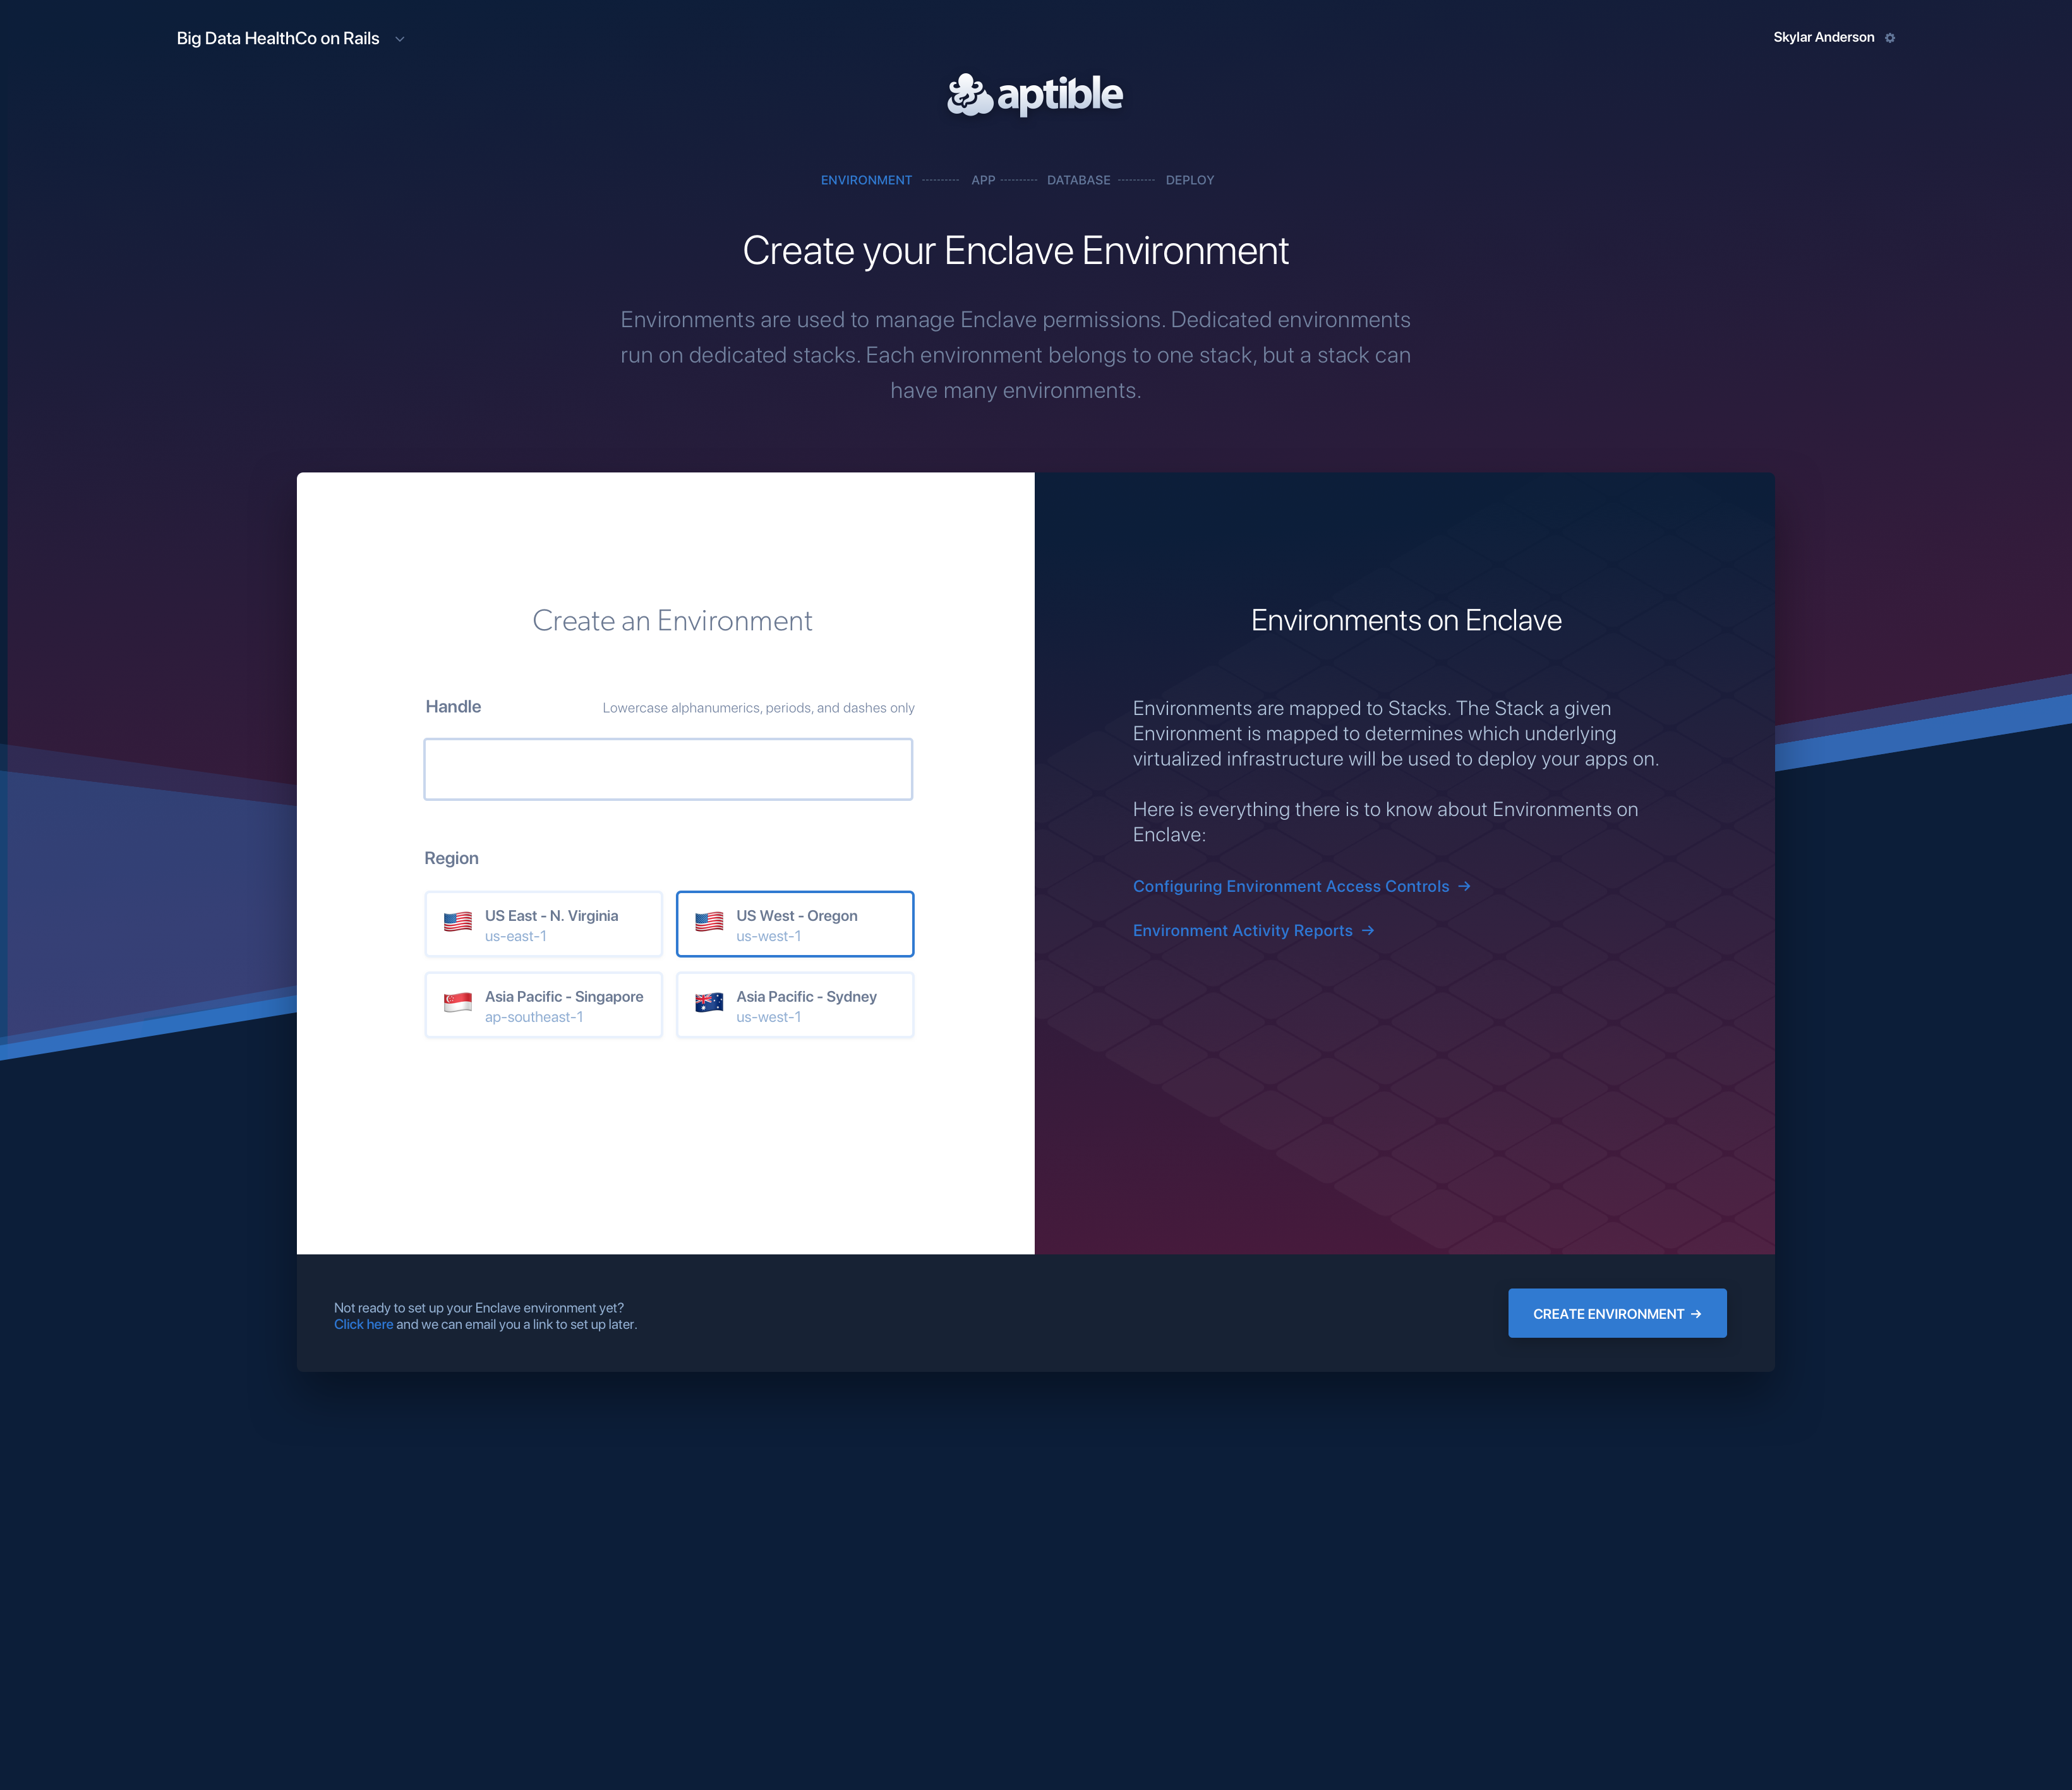 Big Data HealthCo on Rails
Skylar Anderson
aptible
ENVIRONMENT ---------- APP ---------- DATABASE ---------- DEPLOY
Create your Enclave Environment
Environments are used to manage Enclave permissions. Dedicated environments
run on dedicated stacks. Each environment belongs to one stack, but a stack can
have many environments.
Create an Environment
Handle
Lowercase alphanumerics, periods, and dashes only
Region
US East - N. Virginia
us-east-1
US West - Oregon
us-west-1
Asia Pacific - Singapore
ap-southeast-1
Asia Pacific - Sydney
us-west-1
Environments on Enclave
Environments are mapped to Stacks. The Stack a given
Environment is mapped to determines which underlying
virtualized infrastructure will be used to deploy your apps on.
Here is everything there is to know about Environments on
Enclave:
Configuring Environment Access Controls →
Environment Activity Reports →
Not ready to set up your Enclave environment yet?
Click here and we can email you a link to set up later.
CREATE ENVIRONMENT →